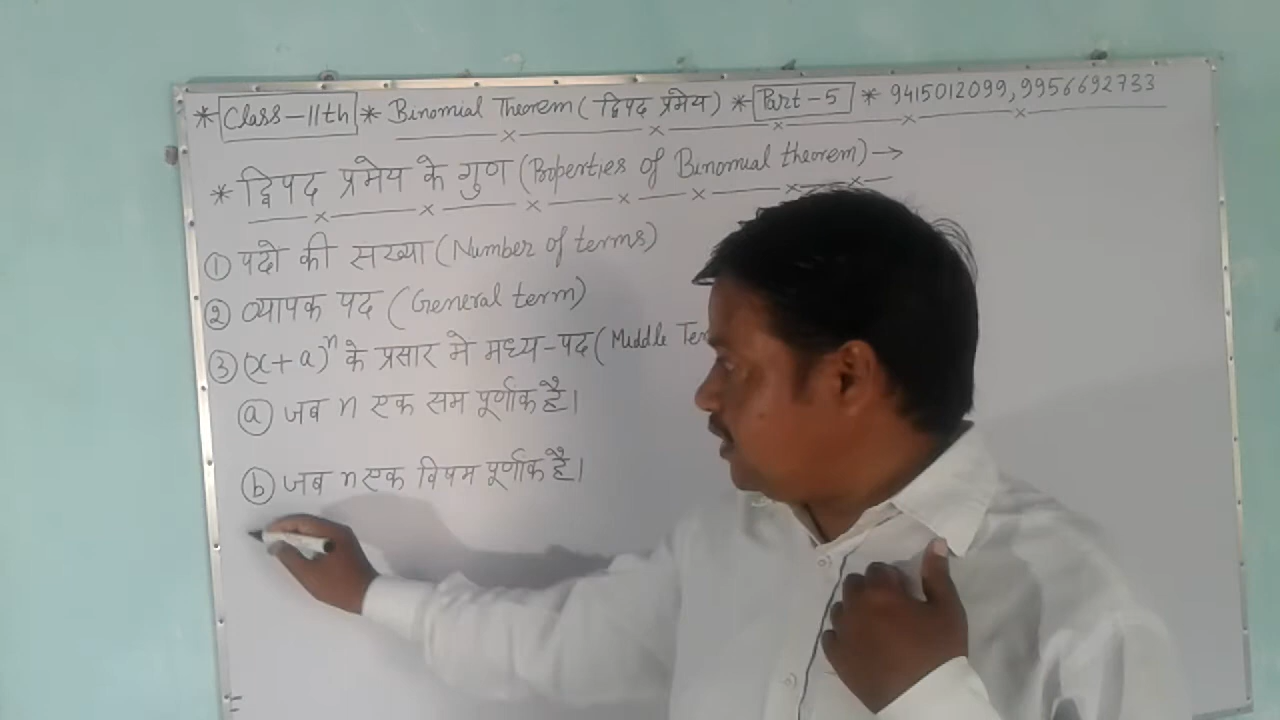 * Class-11th * Binomial Theorem (द्विपद प्रमेय) * Part-5 * 9415012099, 9956692733
* द्विपद प्रमेय के गुण (Properties of Binomial theorem) →
① पदो की सख्या (Number of terms)
② व्यापक पद (General term)
③ (x+a)ⁿ के प्रसार मे मध्य-पद (Middle
ⓐ जब n एक सम पूर्णाक है।
ⓑ जब n एक विषम पूर्णाक है।